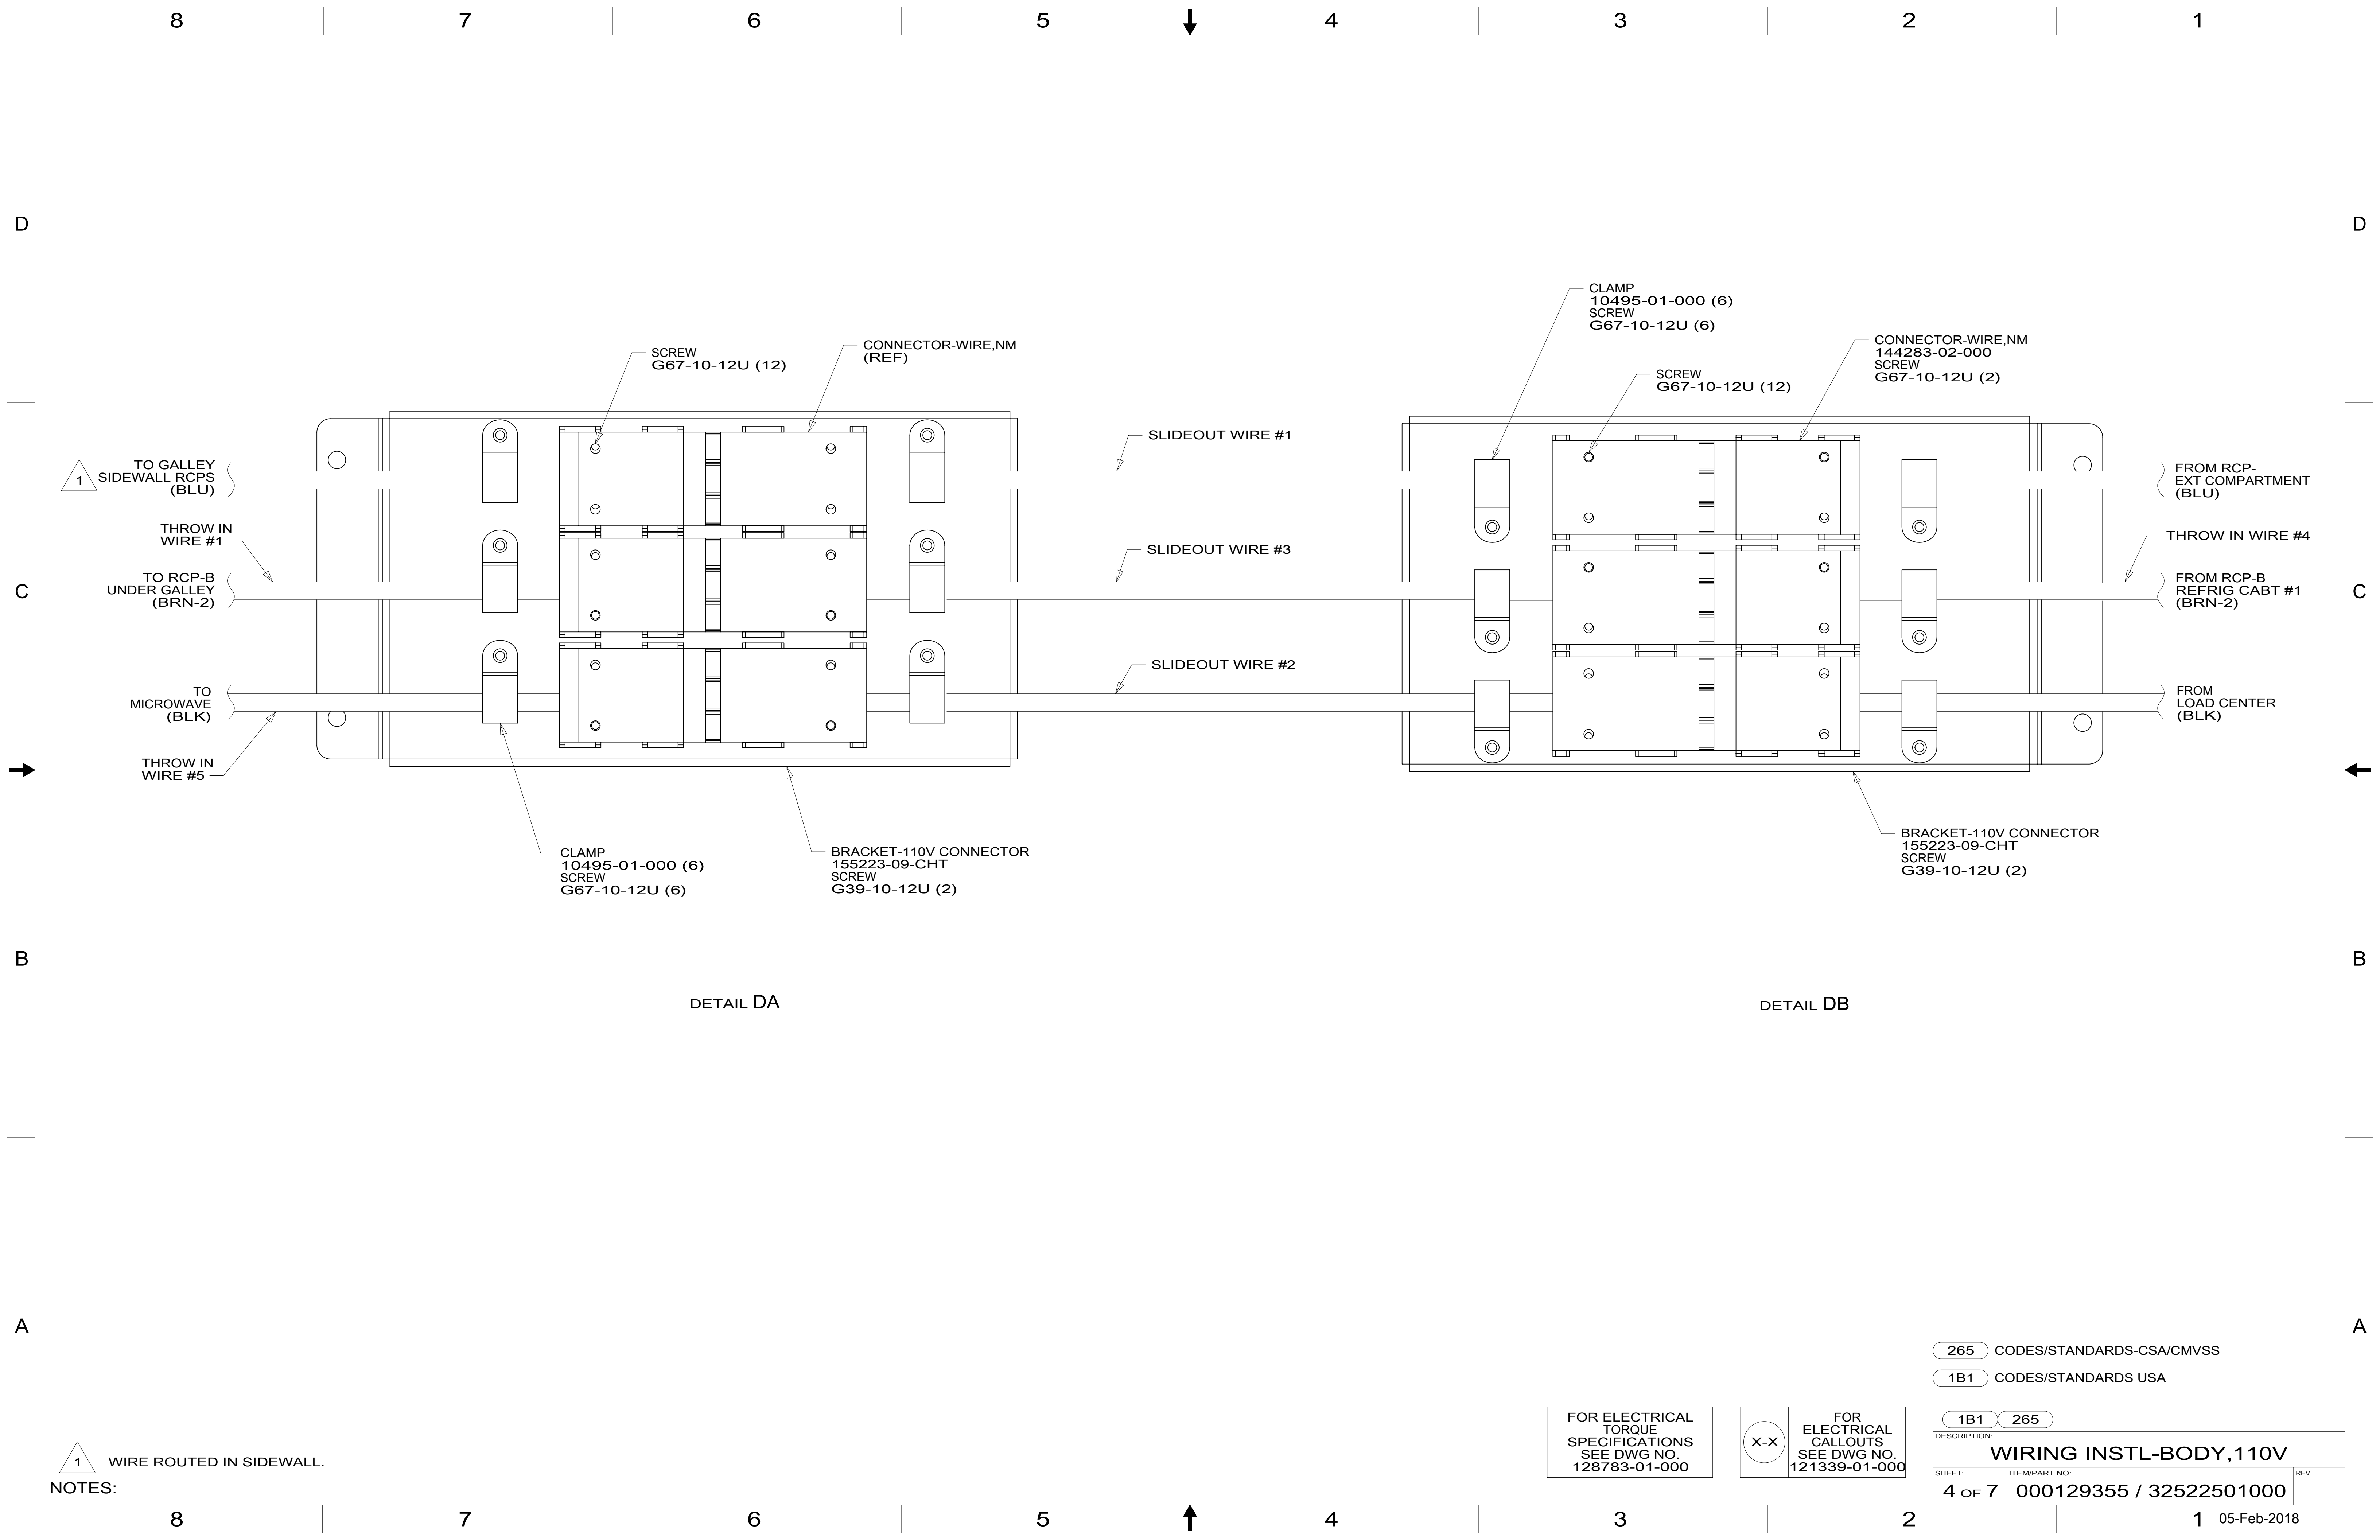 8 7 6 5 4 3 2 1
D D
CLAMP
10495-01-000 (6)
SCREW
G67-10-12U (6)
SCREW
G67-10-12U (12)
CONNECTOR-WIRE,NM
(REF)
SCREW
G67-10-12U (12)
CONNECTOR-WIRE,NM
144283-02-000
SCREW
G67-10-12U (2)
1
TO GALLEY
SIDEWALL RCPS
(BLU)
SLIDEOUT WIRE #1
FROM RCP-
EXT COMPARTMENT
(BLU)
THROW IN
WIRE #1
SLIDEOUT WIRE #3
THROW IN WIRE #4
C C
TO RCP-B
UNDER GALLEY
(BRN-2)
FROM RCP-B
REFRIG CABT #1
(BRN-2)
SLIDEOUT WIRE #2
TO
MICROWAVE
(BLK)
FROM
LOAD CENTER
(BLK)
THROW IN
WIRE #5
CLAMP
10495-01-000 (6)
SCREW
G67-10-12U (6)
BRACKET-110V CONNECTOR
155223-09-CHT
SCREW
G39-10-12U (2)
BRACKET-110V CONNECTOR
155223-09-CHT
SCREW
G39-10-12U (2)
B B
DETAIL DA
DETAIL DB
A A
265 CODES/STANDARDS-CSA/CMVSS
1B1 CODES/STANDARDS USA
1B1 265
FOR ELECTRICAL
TORQUE
SPECIFICATIONS
SEE DWG NO.
128783-01-000
X-X
FOR
ELECTRICAL
CALLOUTS
SEE DWG NO.
121339-01-000
DESCRIPTION:
WIRING INSTL-BODY,110V
SHEET:
4 OF 7
ITEM/PART NO:
000129355 / 32522501000
REV
1 WIRE ROUTED IN SIDEWALL.
NOTES:
8 7 6 5 4 3 2 1
05-Feb-2018